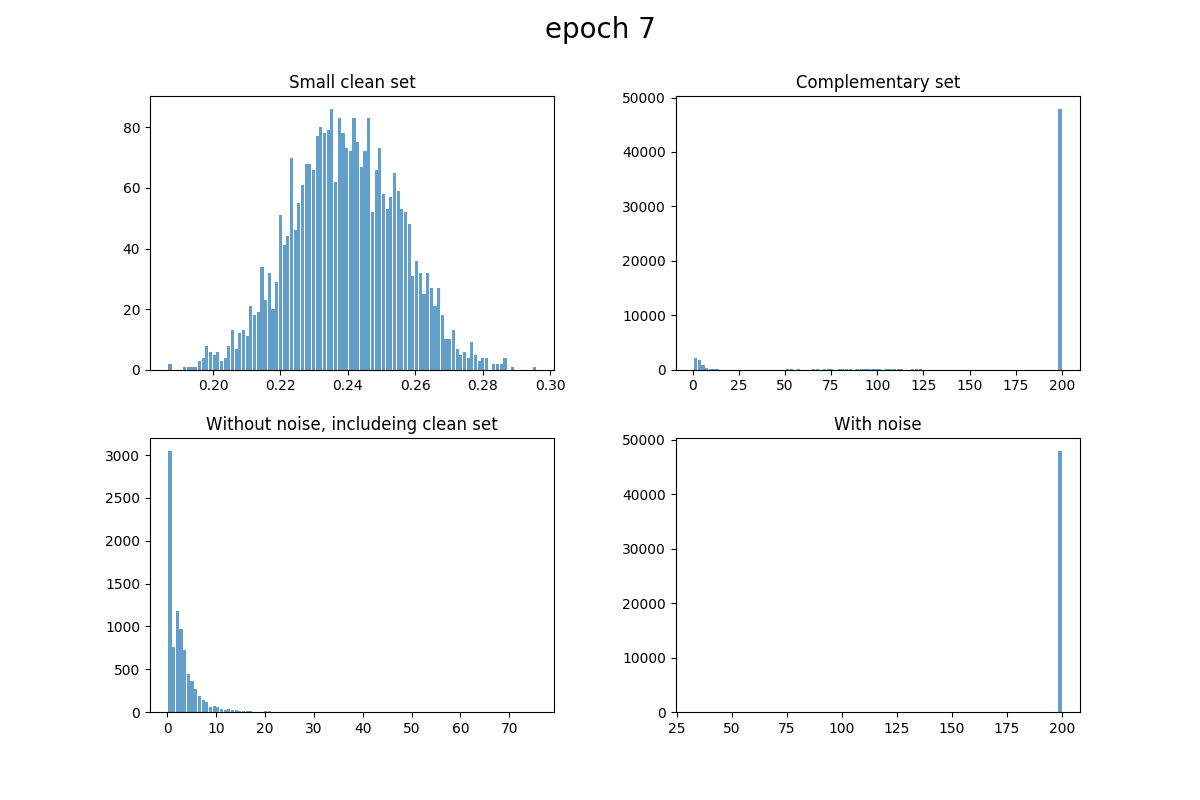 epoch 7
Small clean set
80
60
40
20
0
0.20 0.22 0.24 0.26 0.28 0.30
Complementary set
50000
40000
30000
20000
10000
0
0 25 50 75 100 125 150 175 200
Without noise, includeing clean set
3000
2500
2000
1500
1000
500
0
0 10 20 30 40 50 60 70
With noise
50000
40000
30000
20000
10000
0
25 50 75 100 125 150 175 200